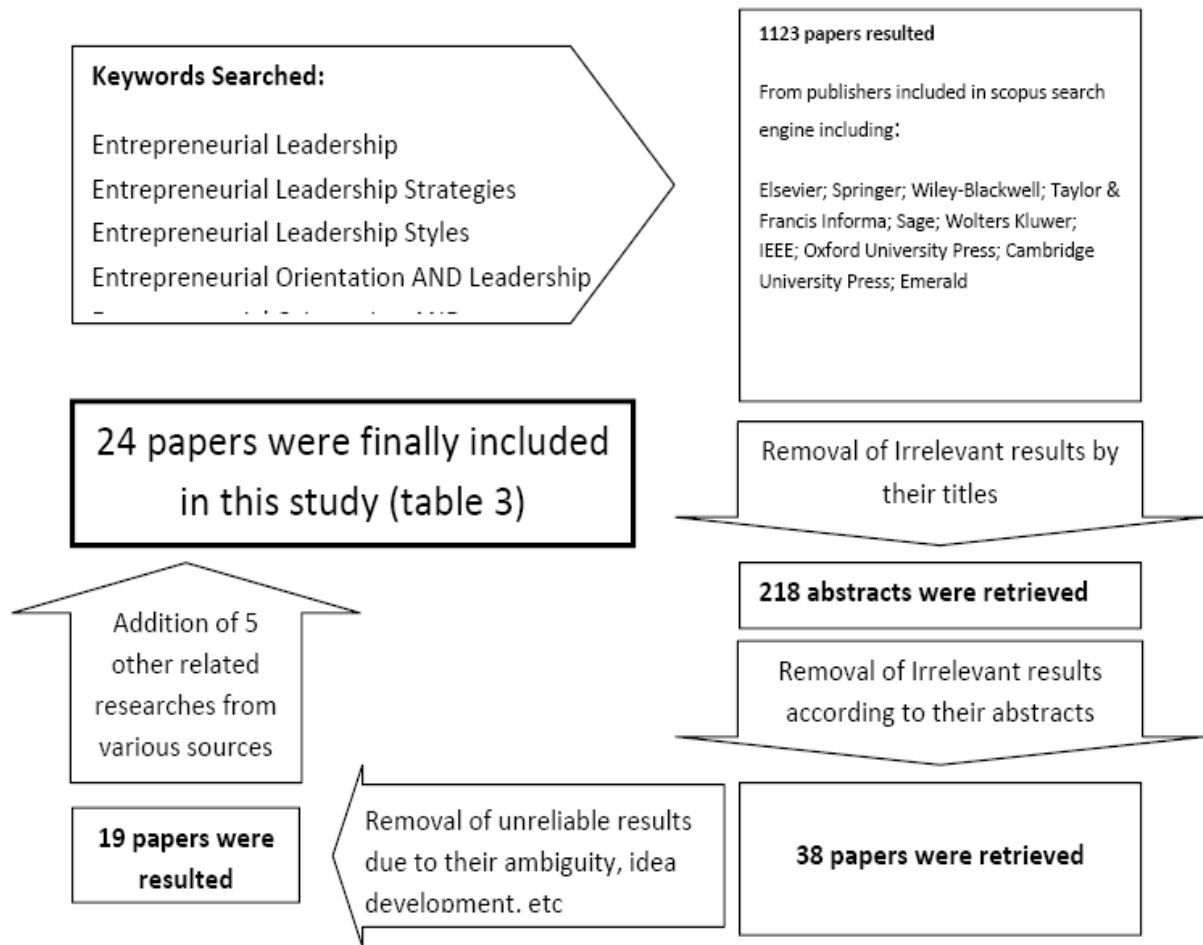 Keywords Searched:
Entrepreneurial Leadership
Entrepreneurial Leadership Strategies
Entrepreneurial Leadership Styles
Entrepreneurial Orientation AND Leadership
1123 papers resulted
From publishers included in scopus search
engine including:
Elsevier; Springer; Wiley-Blackwell; Taylor &
Francis Informa; Sage; Wolters Kluwer;
IEEE; Oxford University Press; Cambridge
University Press; Emerald
Removal of Irrelevant results by
their titles
218 abstracts were retrieved
Removal of Irrelevant results
according to their abstracts
38 papers were retrieved
Removal of unreliable results
due to their ambiguity, idea
development, etc
19 papers were
resulted
Addition of 5
other related
researches from
various sources
24 papers were finally included
in this study (table 3)